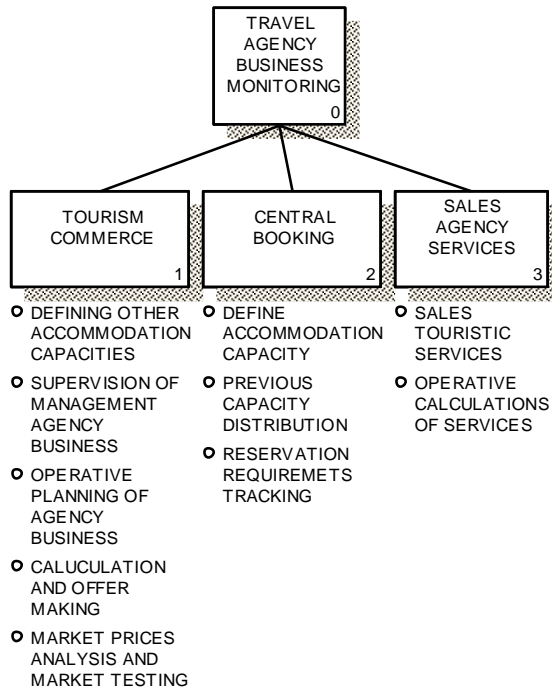 TRAVEL
AGENCY
BUSINESS
MONITORING
0
TOURISM
COMMERCE
1
CENTRAL
BOOKING
2
SALES
AGENCY
SERVICES
3
DEFINING OTHER
ACCOMMODATION
CAPACITIES
SUPERVISION OF
MANAGEMENT
AGENCY
BUSINESS
OPERATIVE
PLANNING OF
AGENCY
BUSINESS
CALUCULATION
AND OFFER
MAKING
MARKET PRICES
ANALYSIS AND
MARKET TESTING
DEFINE
ACCOMMODATION
CAPACITY
PREVIOUS
CAPACITY
DISTRIBUTION
RESERVATION
REQUIREMETS
TRACKING
SALES
TOURISTIC
SERVICES
OPERATIVE
CALCULATIONS
OF SERVICES